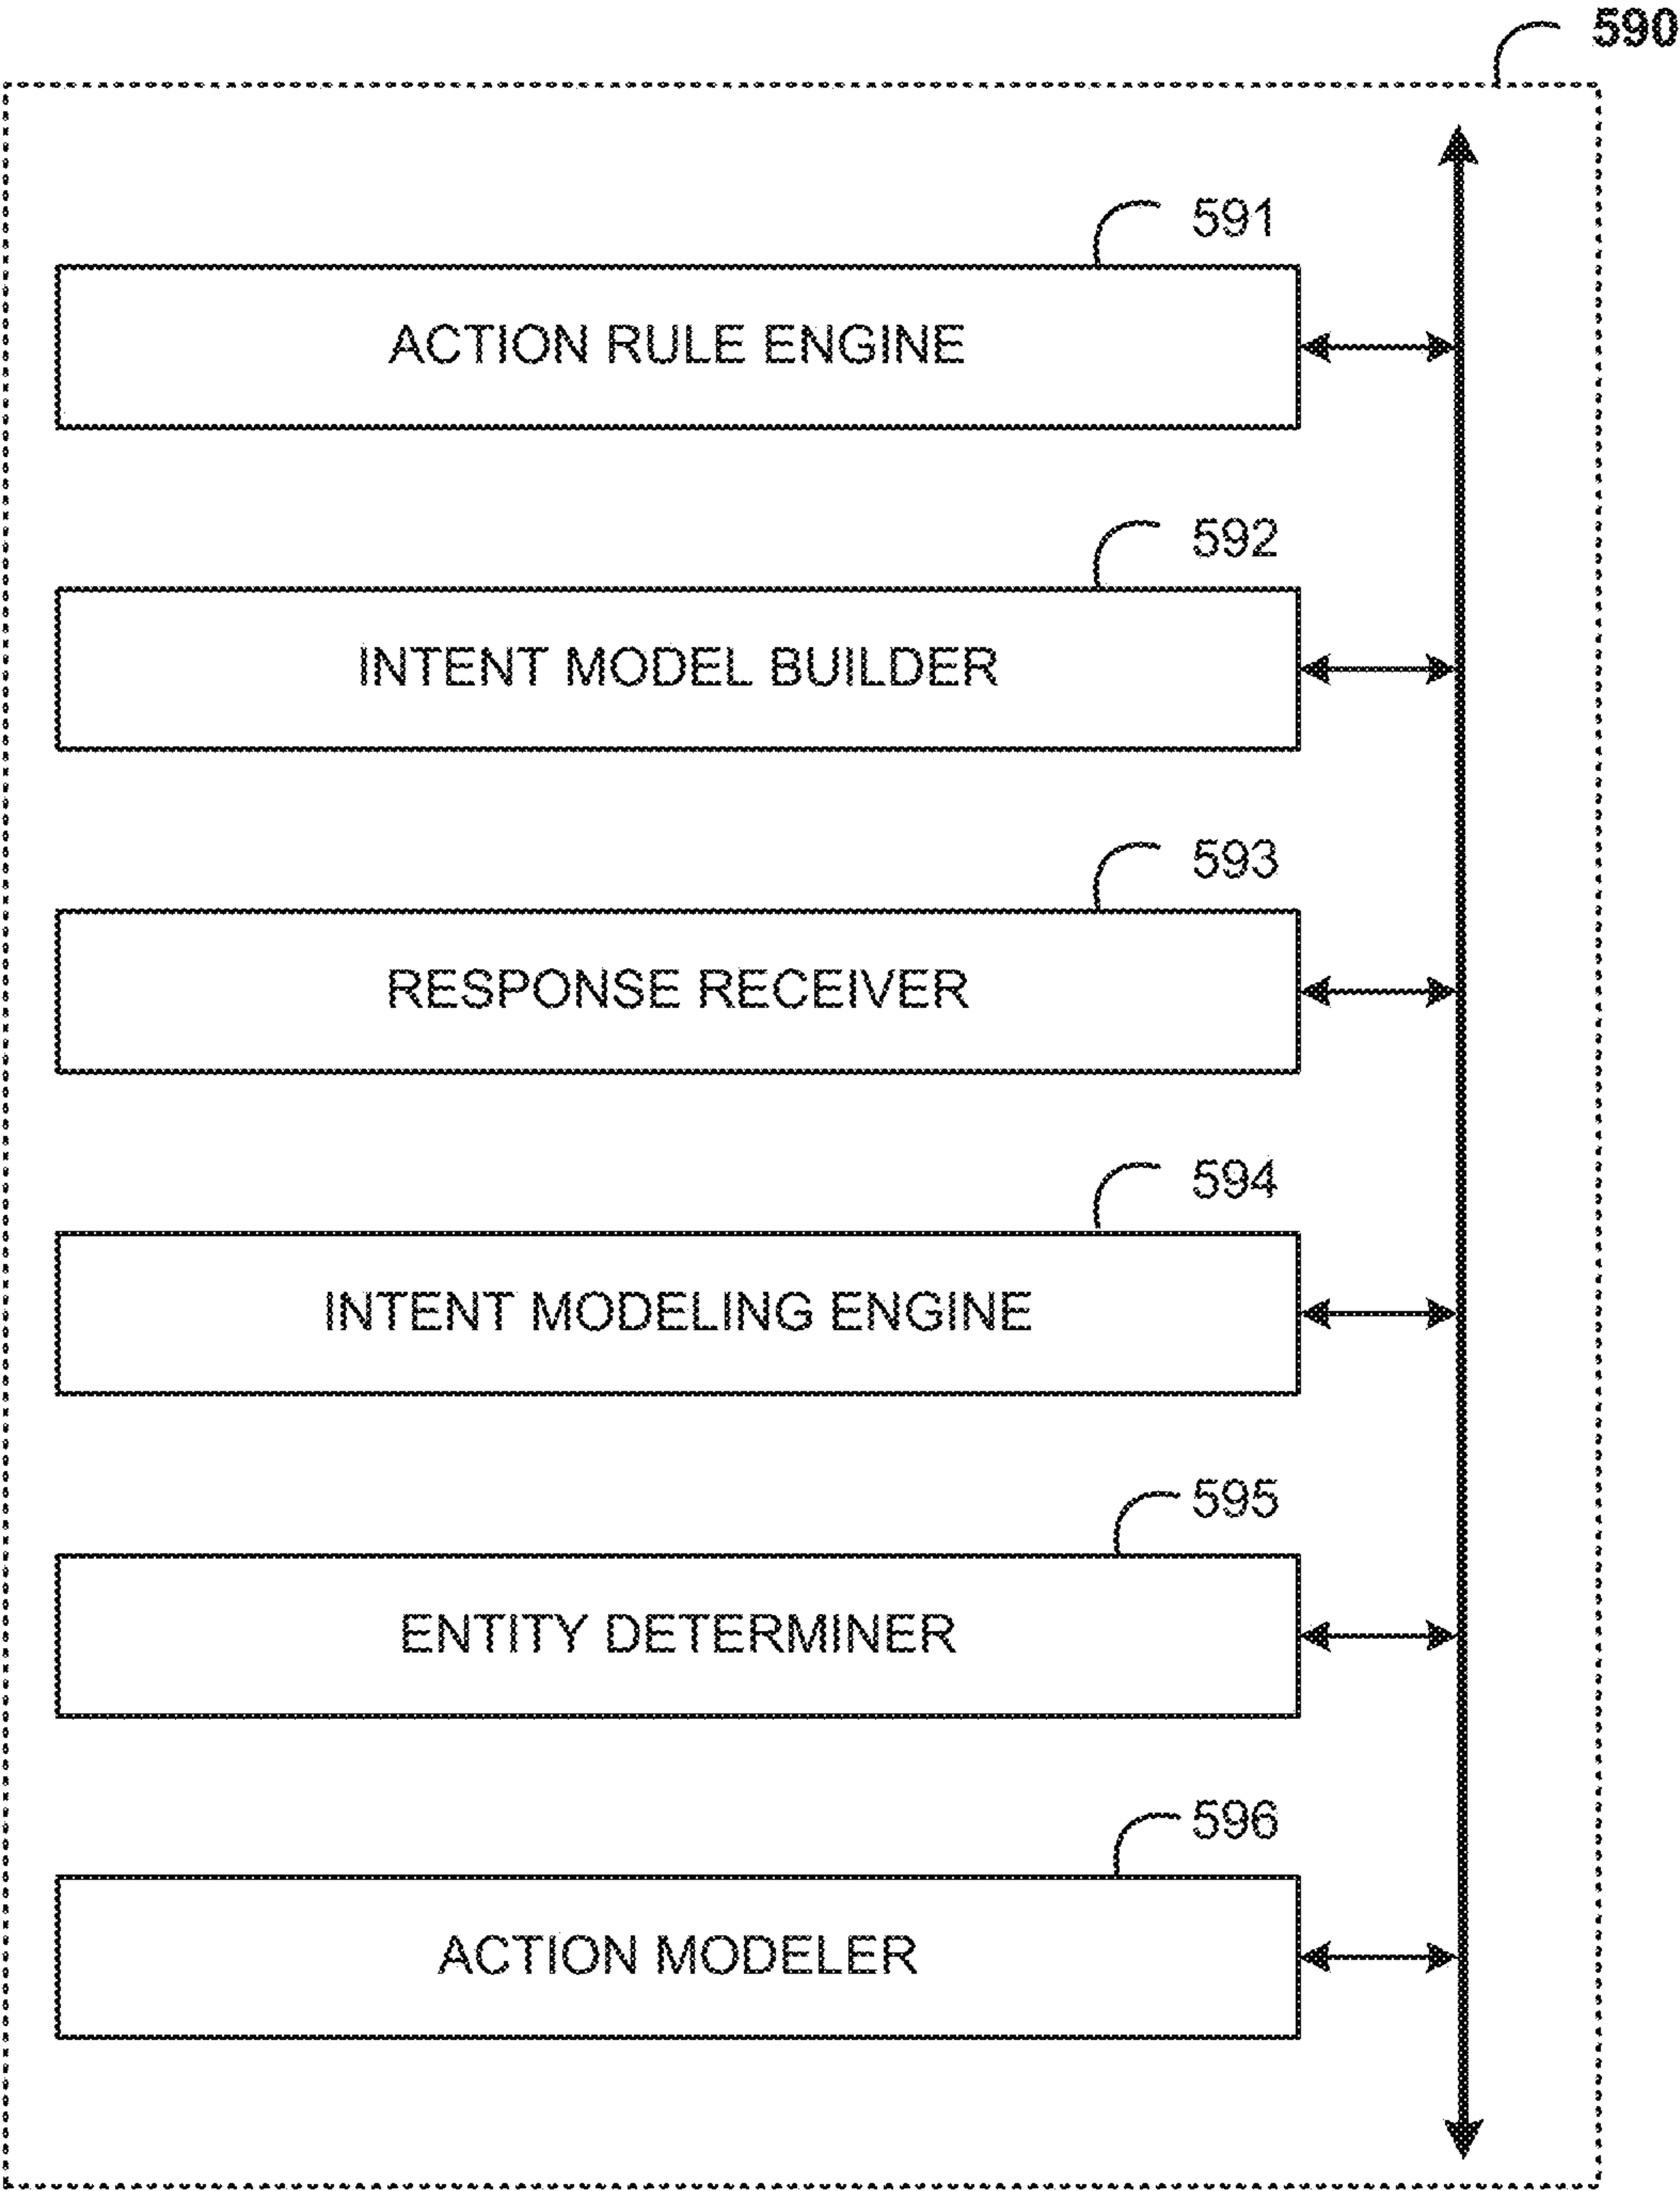 590
591
ACTION RULE ENGINE
592
INTENT MODEL BUILDER
593
RESPONSE RECEIVER
594
INTENT MODELING ENGINE
595
ENTITY DETERMINER
596
ACTION MODELER